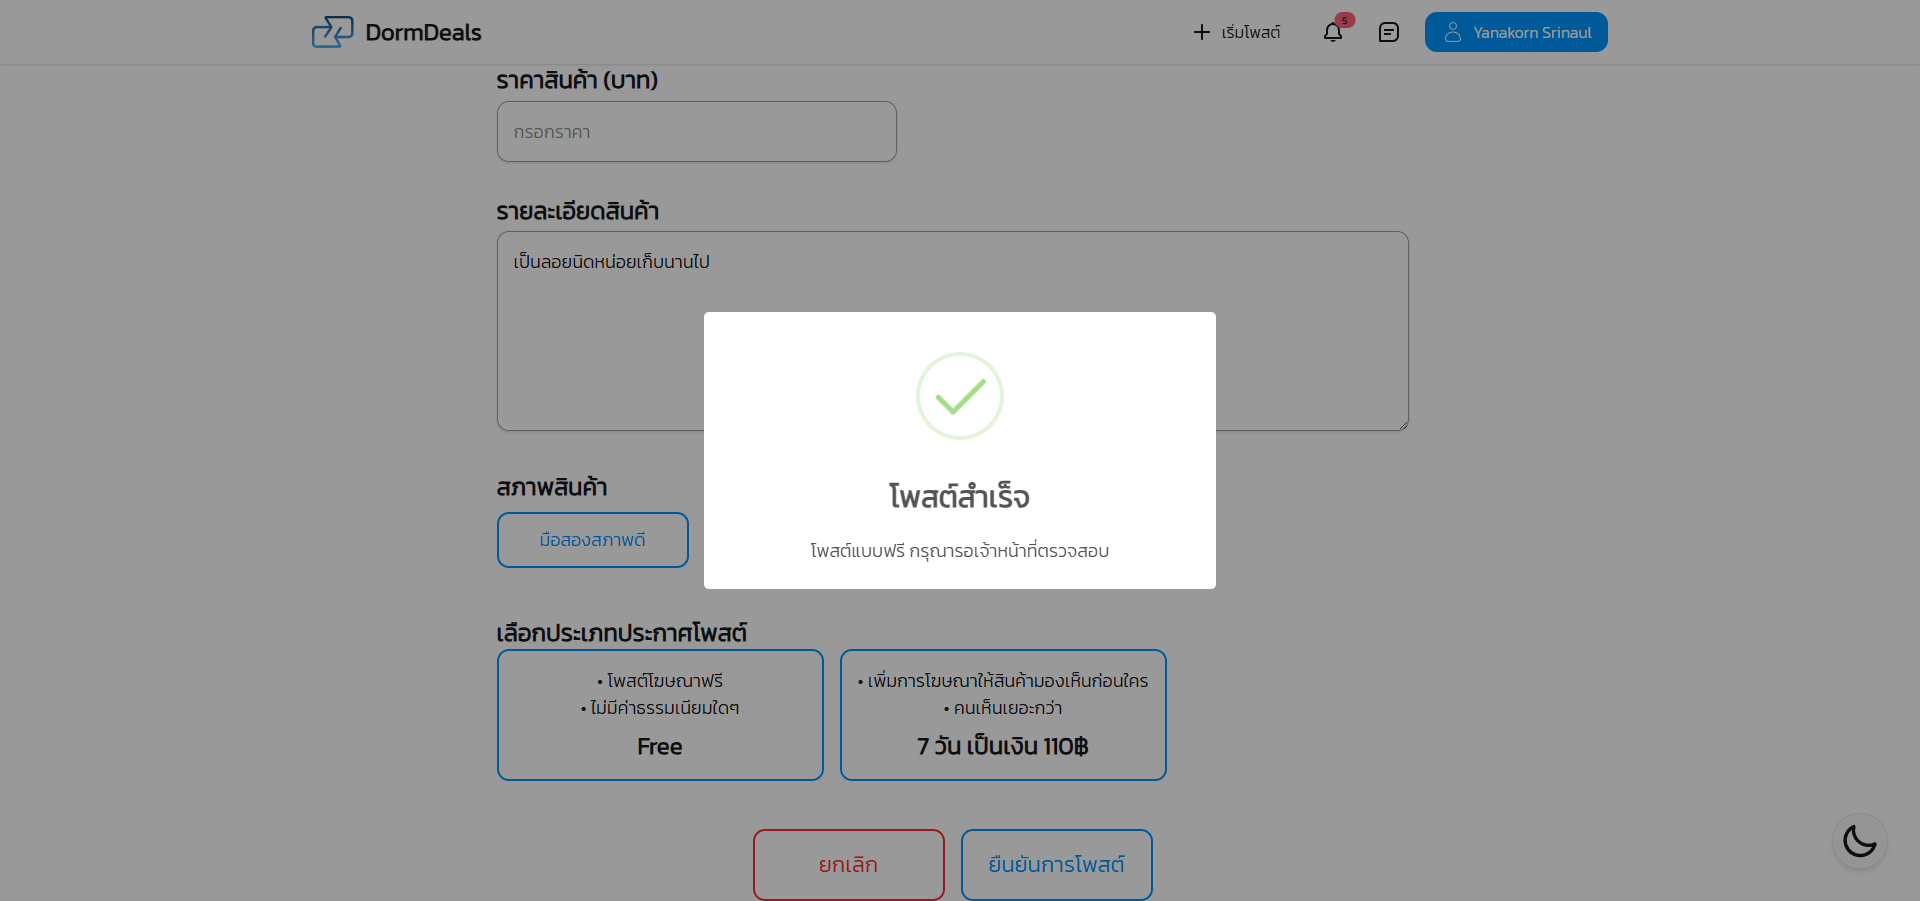 DormDeals
เริ่มโพสต์
5
Yanakorn Srinaul
ราคาสินค้า (บาท)
กรอกราคา
รายละเอียดสินค้า
เป็นลอยนิดหน่อยเก็บนานไป
โพสต์สำเร็จ
โพสต์แบบฟรี กรุณารอเจ้าหน้าที่ตรวจสอบ
สภาพสินค้า
มือสองสภาพดี
เลือกประเภทประกาศโพสต์
• โพสต์โฆษณาฟรี
• ไม่มีค่าธรรมเนียมใดๆ
Free
• เพิ่มการโฆษณาให้สินค้ามองเห็นก่อนใคร
• คนเห็นเยอะกว่า
7 วัน เป็นเงิน 110฿
ยกเลิก
ยืนยันการโพสต์